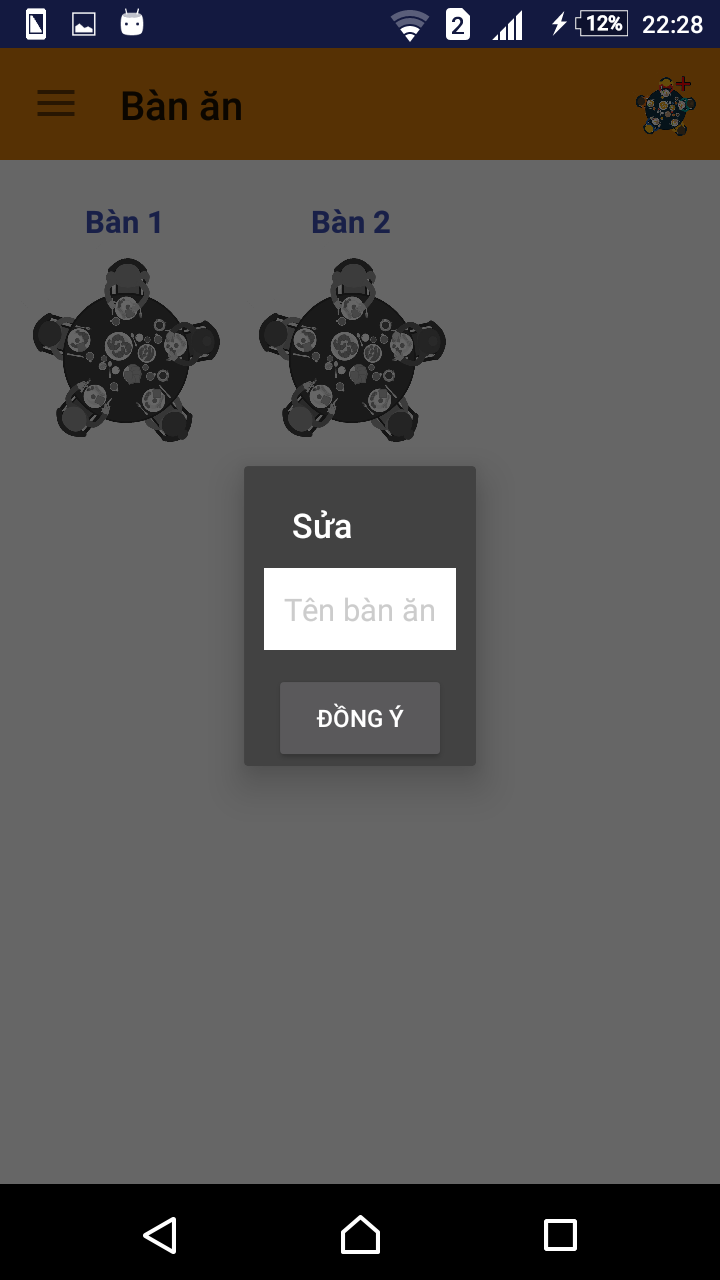 2 12% 22:28
Bàn ăn
Bàn 1 Bàn 2
Sửa
Tên bàn ăn
ĐỒNG Ý